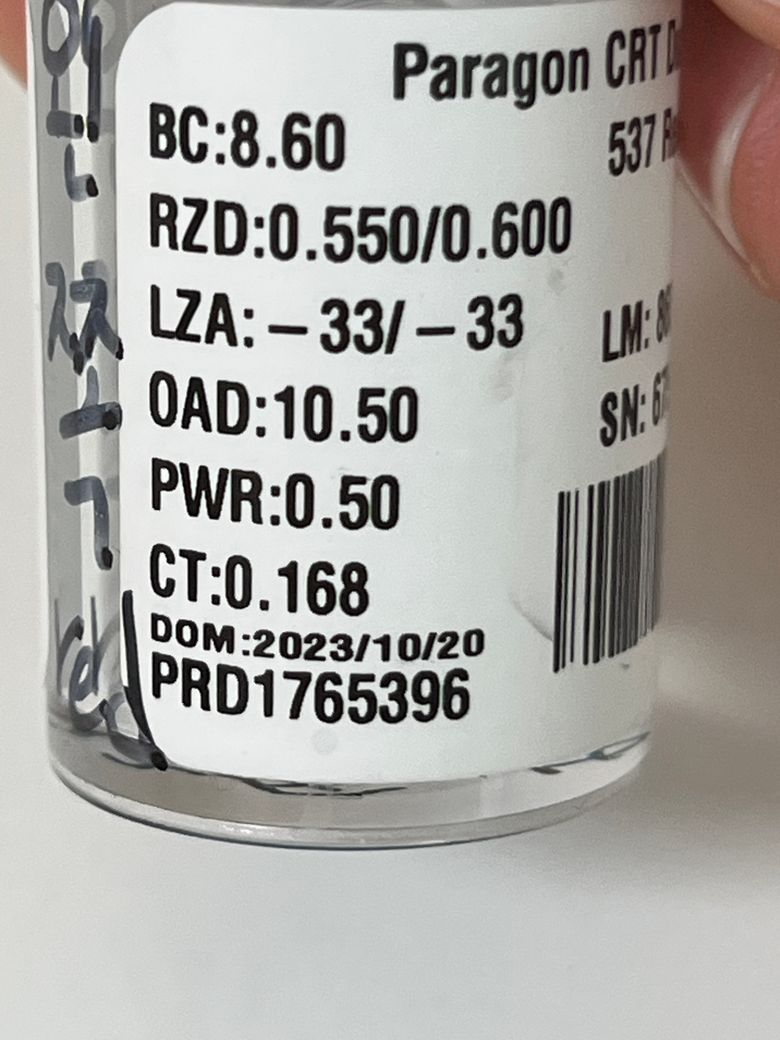 Paragon CRT
BC:8.60
537
RZD:0.550/0.600
LZA: –33/–33
LM:
OAD:10.50
SN:
PWR:0.50
CT:0.168
DOM:2023/10/20
PRD1765396
red